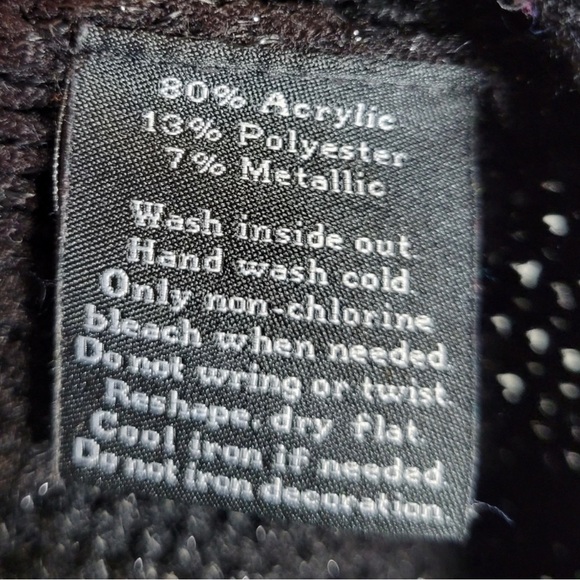 80% Acrylic
13% Polyester
7% Metallic
Wash inside out.
Hand wash cold.
Only non-chlorine
bleach when needed.
Do not wring or twist.
Reshape, dry flat.
Cool iron if needed
Do not iron decoration.